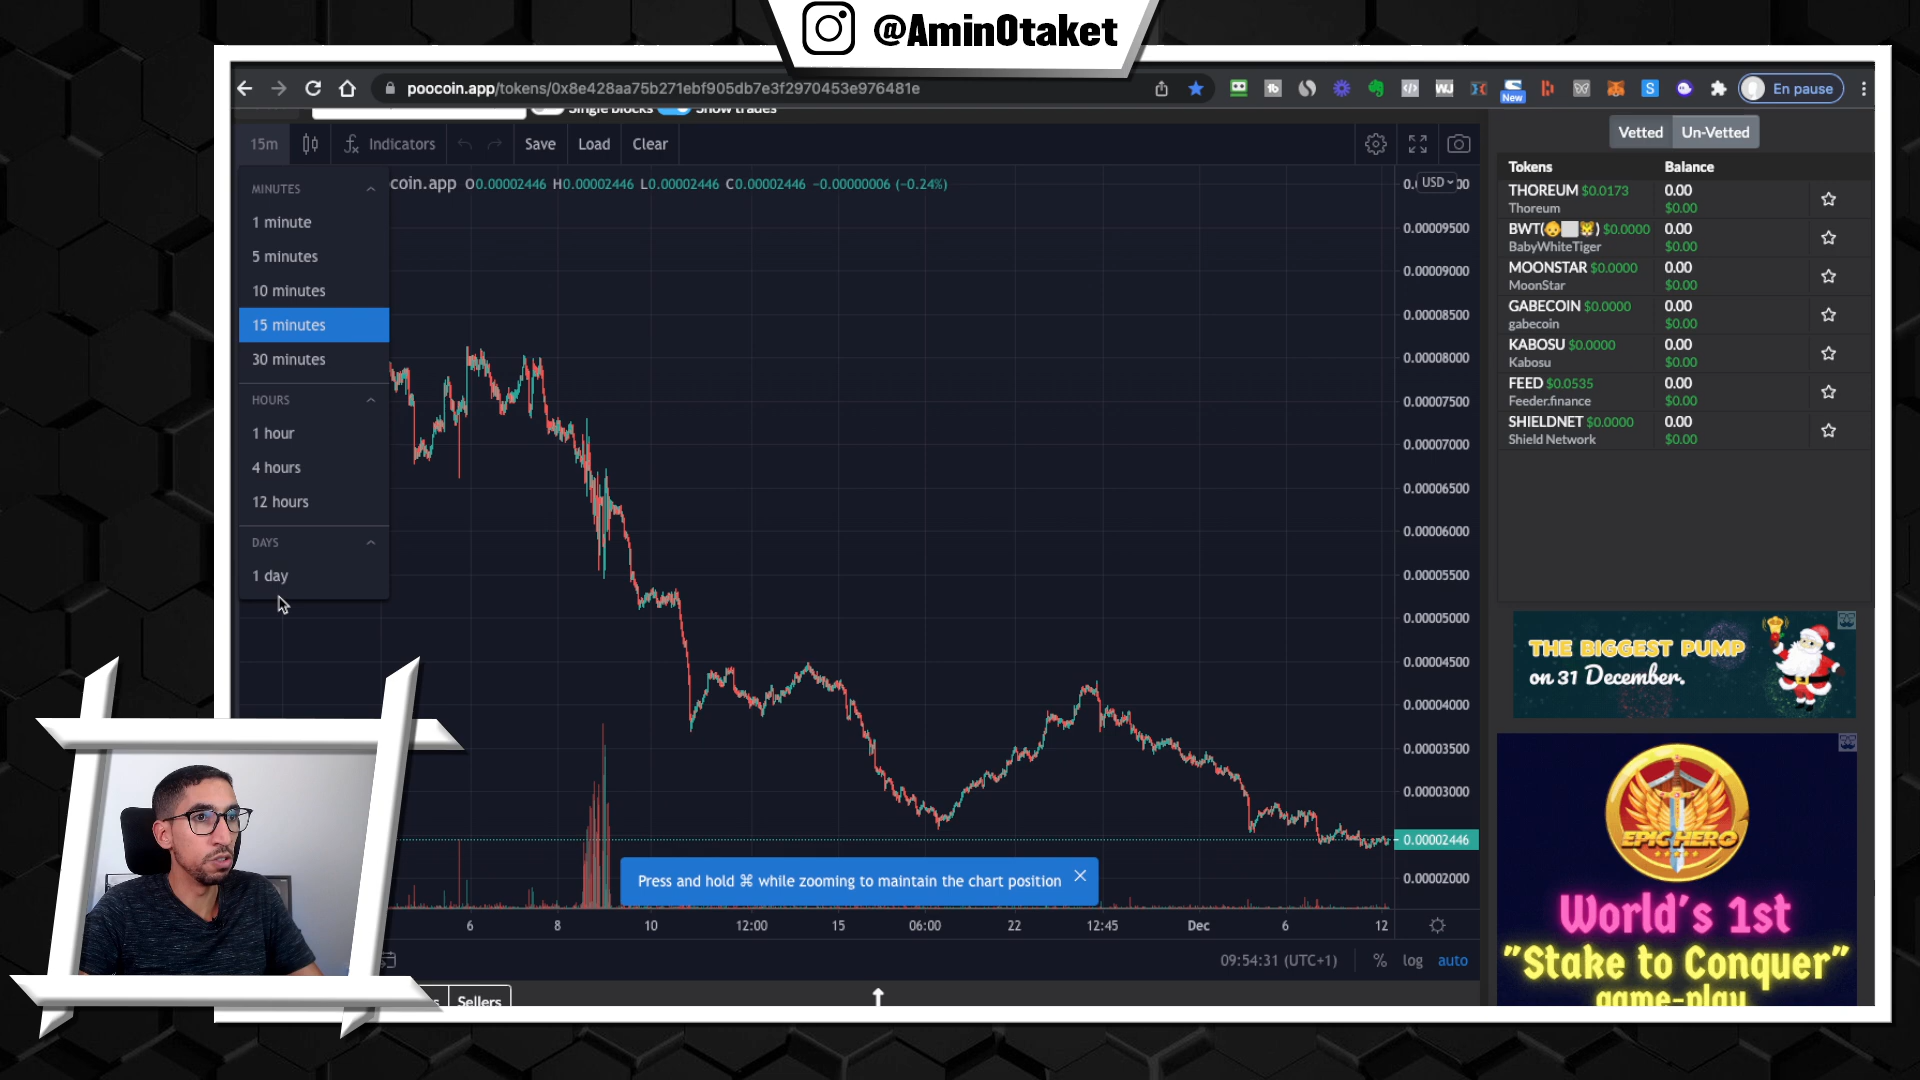 @AminOtaket
poocoin.app/tokens/0x8e428aa75b271ebf905db7e3f2970453e976481e
New
En pause
Single blocks
Show trades
15m
Indicators
Save
Load
Clear
coin.app O0.00002446 H0.00002446 L0.00002446 C0.00002446 −0.00000006 (−0.24%)
USD
MINUTES
1 minute
5 minutes
10 minutes
15 minutes
30 minutes
HOURS
1 hour
4 hours
12 hours
DAYS
1 day
0.00009500
0.00009000
0.00008500
0.00008000
0.00007500
0.00007000
0.00006500
0.00006000
0.00005500
0.00005000
0.00004500
0.00004000
0.00003500
0.00003000
0.00002446
0.00002000
Press and hold ⌘ while zooming to maintain the chart position
6 8 10 12:00 15 06:00 22 12:45 Dec 6 12
09:54:31 (UTC+1) % log auto
Sellers
Vetted Un-Vetted
Tokens Balance
THOREUM $0.0173 0.00
Thoreum $0.00
BWT( ) $0.0000 0.00
BabyWhiteTiger $0.00
MOONSTAR $0.0000 0.00
MoonStar $0.00
GABECOIN $0.0000 0.00
gabecoin $0.00
KABOSU $0.0000 0.00
Kabosu $0.00
FEED $0.0535 0.00
Feeder.finance $0.00
SHIELDNET $0.0000 0.00
Shield Network $0.00
THE BIGGEST PUMP
on 31 December.
EPIC HERO
World's 1st
"Stake to Conquer"
game-play